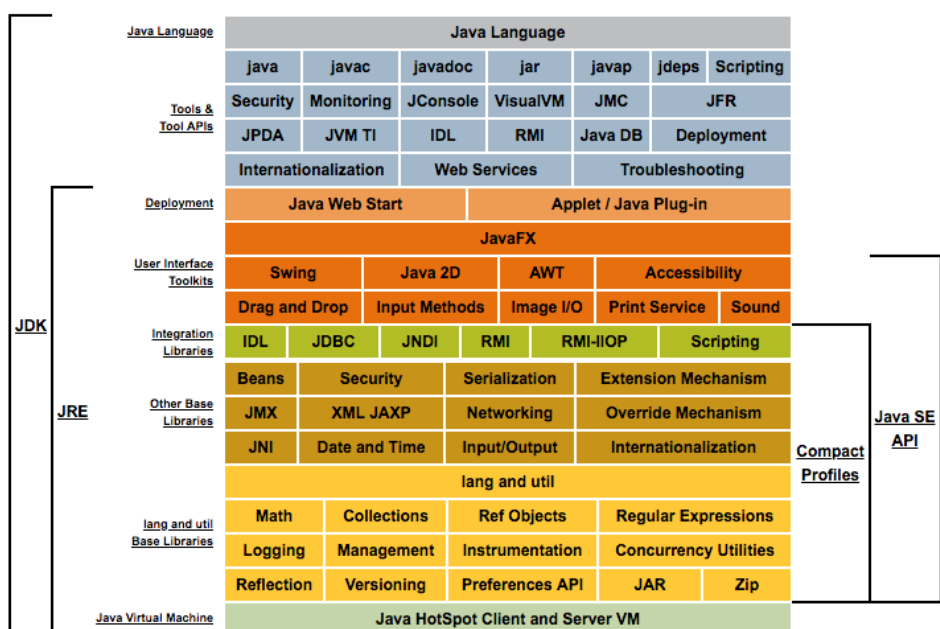 Java Language Java Language
java javac javadoc jar javap jdeps Scripting
Tools & Tool APIs
Security Monitoring JConsole VisualVM JMC JFR
JPDA JVM TI IDL RMI Java DB Deployment
Internationalization Web Services Troubleshooting
Deployment Java Web Start Applet / Java Plug-in
JavaFX
User Interface Toolkits
Swing Java 2D AWT Accessibility
Drag and Drop Input Methods Image I/O Print Service Sound
Integration Libraries
IDL JDBC JNDI RMI RMI-IIOP Scripting
Beans Security Serialization Extension Mechanism
Other Base Libraries
JMX XML JAXP Networking Override Mechanism
JNI Date and Time Input/Output Internationalization
lang and util
lang and util Base Libraries
Math Collections Ref Objects Regular Expressions
Logging Management Instrumentation Concurrency Utilities
Reflection Versioning Preferences API JAR Zip
Java Virtual Machine Java HotSpot Client and Server VM
JDK
JRE
Compact Profiles
Java SE API